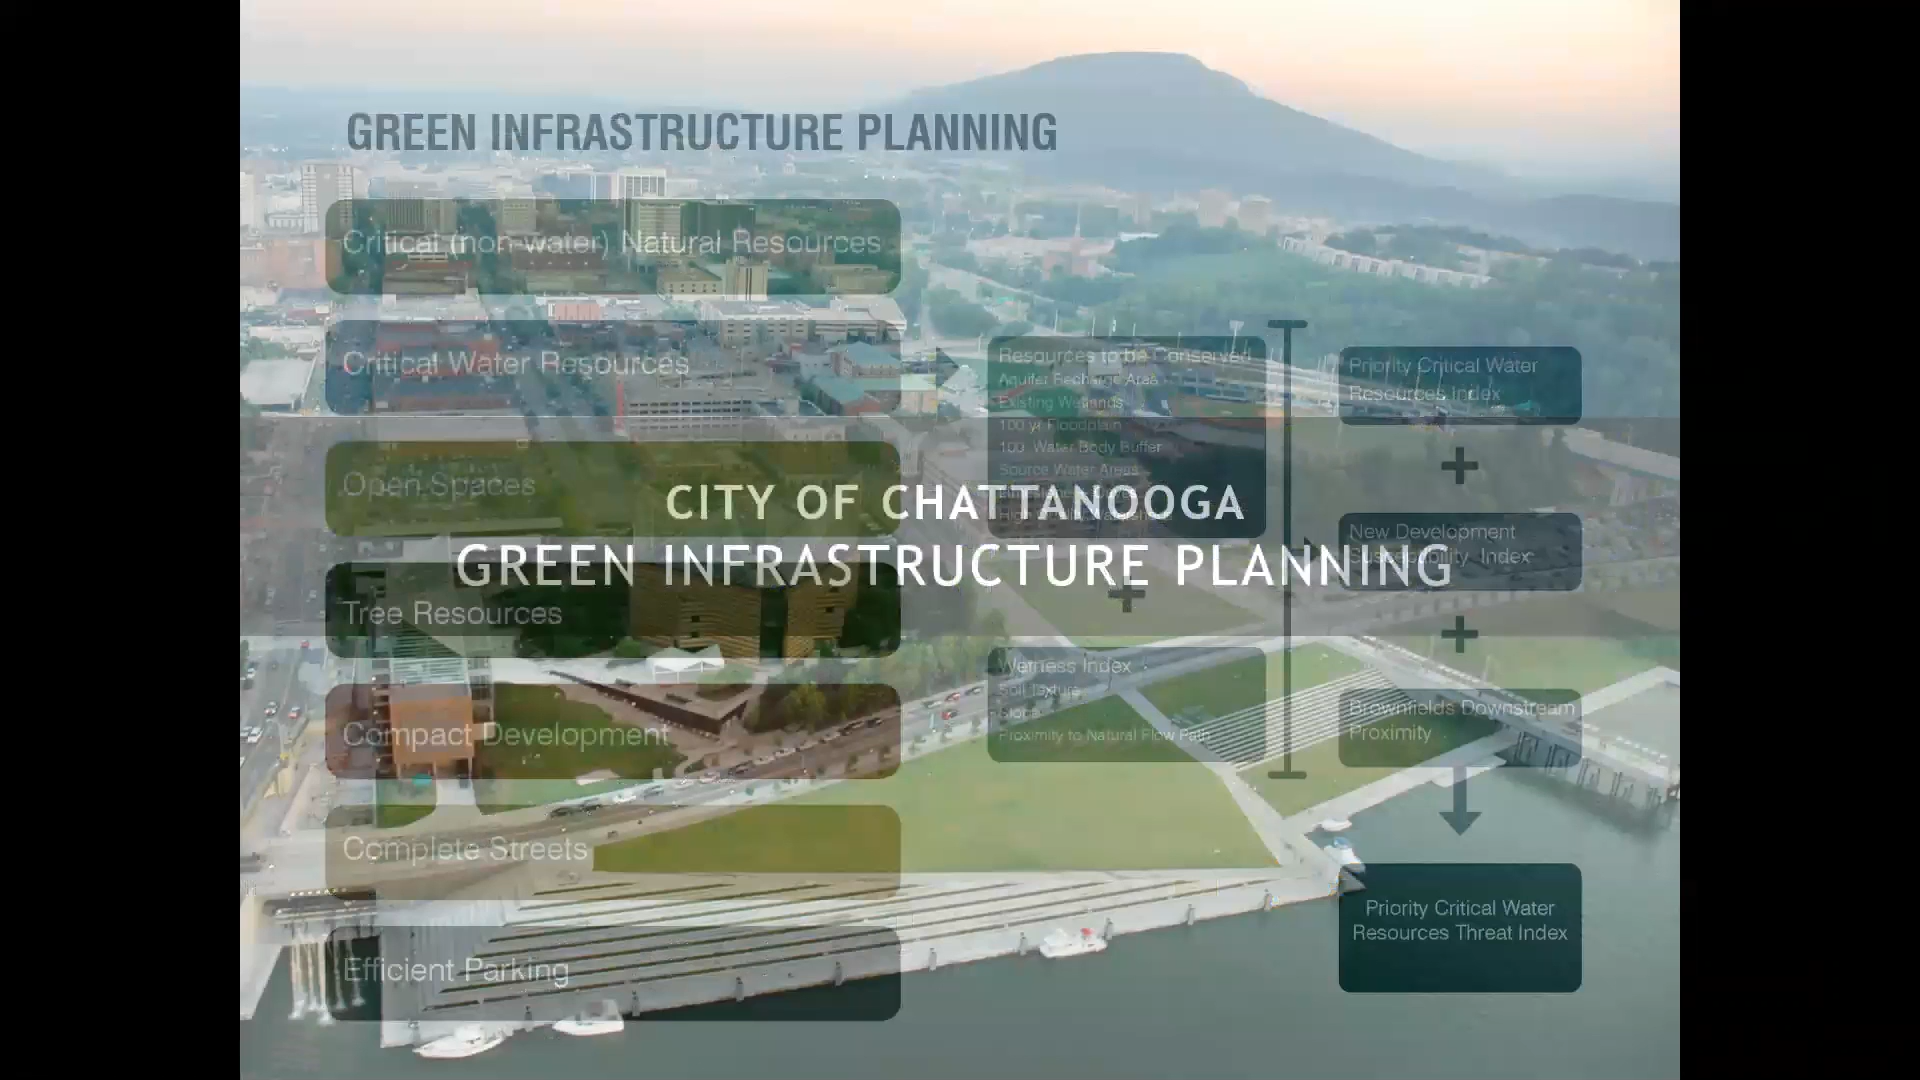 GREEN INFRASTRUCTURE PLANNING
Critical (non-water) Natural Resources
Critical Water Resources
Open Spaces
Tree Resources
Compact Development
Complete Streets
Efficient Parking
CITY OF CHATTANOOGA
GREEN INFRASTRUCTURE PLANNING
Resources to be Conserved
Aquifer Recharge Area
Existing Wetlands
100 yr Floodplain
100' Water Body Buffer
Source Water Areas
+
Wetness Index
Soil Texture
Slope
Proximity to Natural Flow Path
Priority Critical Water
Resources Index
+
New Development
Susceptibility Index
+
Brownfields Downstream
Proximity
Priority Critical Water
Resources Threat Index